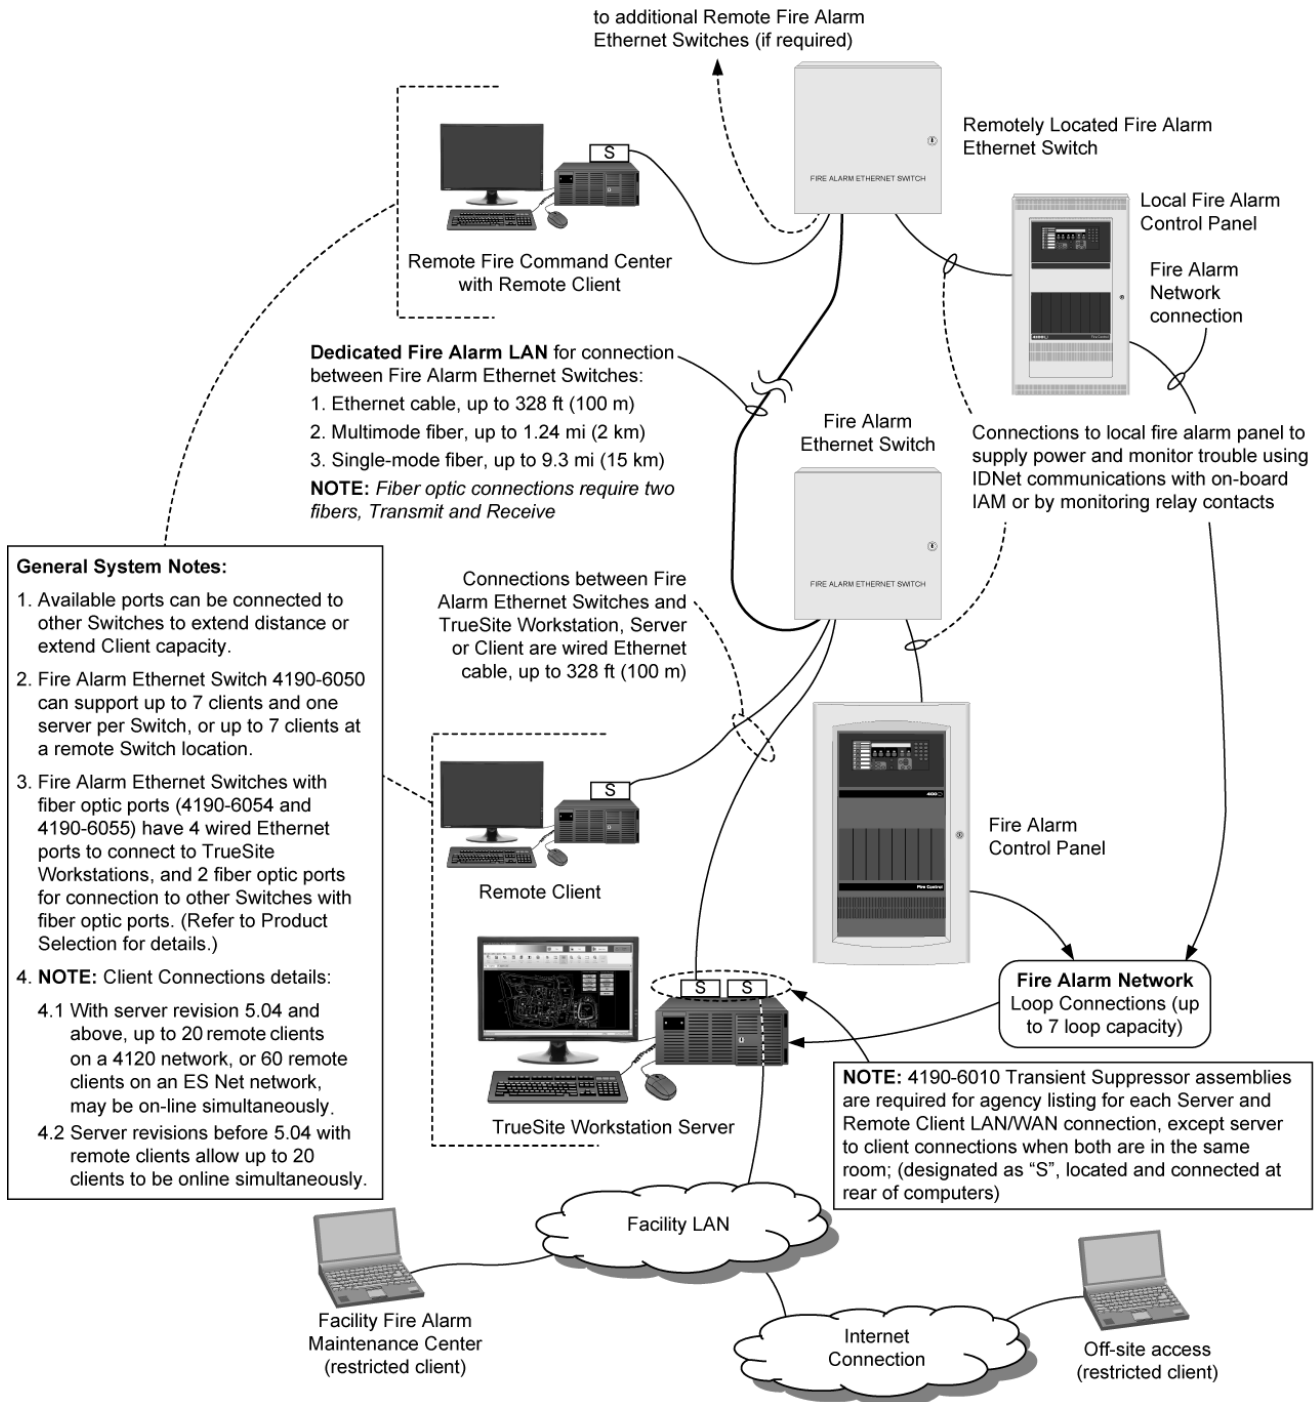 to additional Remote Fire Alarm
Ethernet Switches (if required)
FIRE ALARM ETHERNET SWITCH
Remotely Located Fire Alarm
Ethernet Switch
S
Remote Fire Command Center
with Remote Client
Local Fire Alarm
Control Panel
Fire Alarm
Network
connection
Dedicated Fire Alarm LAN for connection
between Fire Alarm Ethernet Switches:
1. Ethernet cable, up to 328 ft (100 m)
2. Multimode fiber, up to 1.24 mi (2 km)
3. Single-mode fiber, up to 9.3 mi (15 km)
NOTE: Fiber optic connections require two
fibers, Transmit and Receive
Fire Alarm
Ethernet Switch
FIRE ALARM ETHERNET SWITCH
Connections to local fire alarm panel to
supply power and monitor trouble using
IDNet communications with on-board
IAM or by monitoring relay contacts
General System Notes:
1. Available ports can be connected to
other Switches to extend distance or
extend Client capacity.
2. Fire Alarm Ethernet Switch 4190-6050
can support up to 7 clients and one
server per Switch, or up to 7 clients at
a remote Switch location.
3. Fire Alarm Ethernet Switches with
fiber optic ports (4190-6054 and
4190-6055) have 4 wired Ethernet
ports to connect to TrueSite
Workstations, and 2 fiber optic ports
for connection to other Switches with
fiber optic ports. (Refer to Product
Selection for details.)
4. NOTE: Client Connections details:
4.1 With server revision 5.04 and
above, up to 20 remote clients
on a 4120 network, or 60 remote
clients on an ES Net network,
may be on-line simultaneously.
4.2 Server revisions before 5.04 with
remote clients allow up to 20
clients to be online simultaneously.
Connections between Fire
Alarm Ethernet Switches and
TrueSite Workstation, Server
or Client are wired Ethernet
cable, up to 328 ft (100 m)
S
Remote Client
Fire Control
Fire Alarm
Control Panel
S S
TrueSite Workstation Server
Fire Alarm Network
Loop Connections (up
to 7 loop capacity)
NOTE: 4190-6010 Transient Suppressor assemblies
are required for agency listing for each Server and
Remote Client LAN/WAN connection, except server
to client connections when both are in the same
room; (designated as “S”, located and connected at
rear of computers)
Facility LAN
Facility Fire Alarm
Maintenance Center
(restricted client)
Internet
Connection
Off-site access
(restricted client)